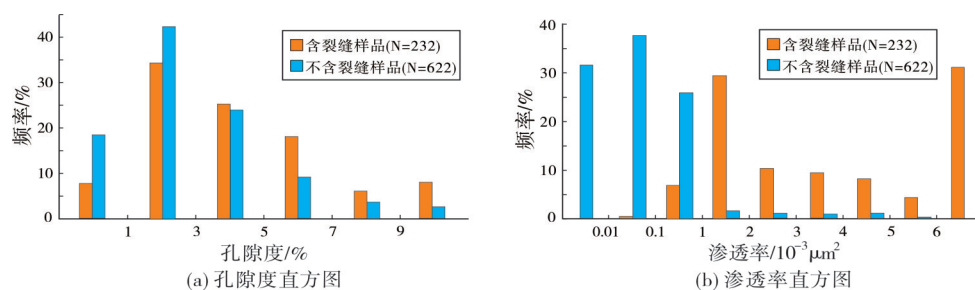 40
30
20
10
0
频率/%
含裂缝样品(N=232)
不含裂缝样品(N=622)
1 3 5 7 9
孔隙度/%
(a) 孔隙度直方图
40
30
20
10
0
频率/%
含裂缝样品(N=232)
不含裂缝样品(N=622)
0.01 0.1 1 2 3 4 5 6
渗透率/10⁻³μm²
(b) 渗透率直方图